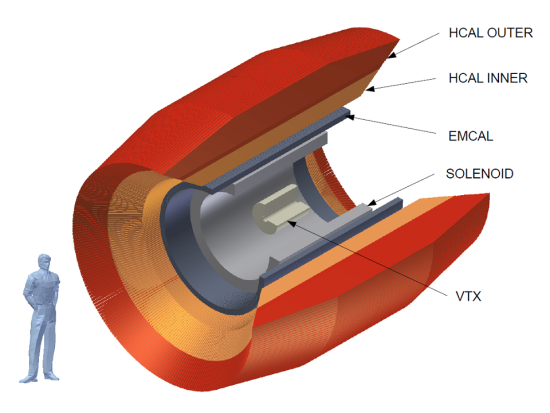 HCAL OUTER
HCAL INNER
EMCAL
SOLENOID
VTX